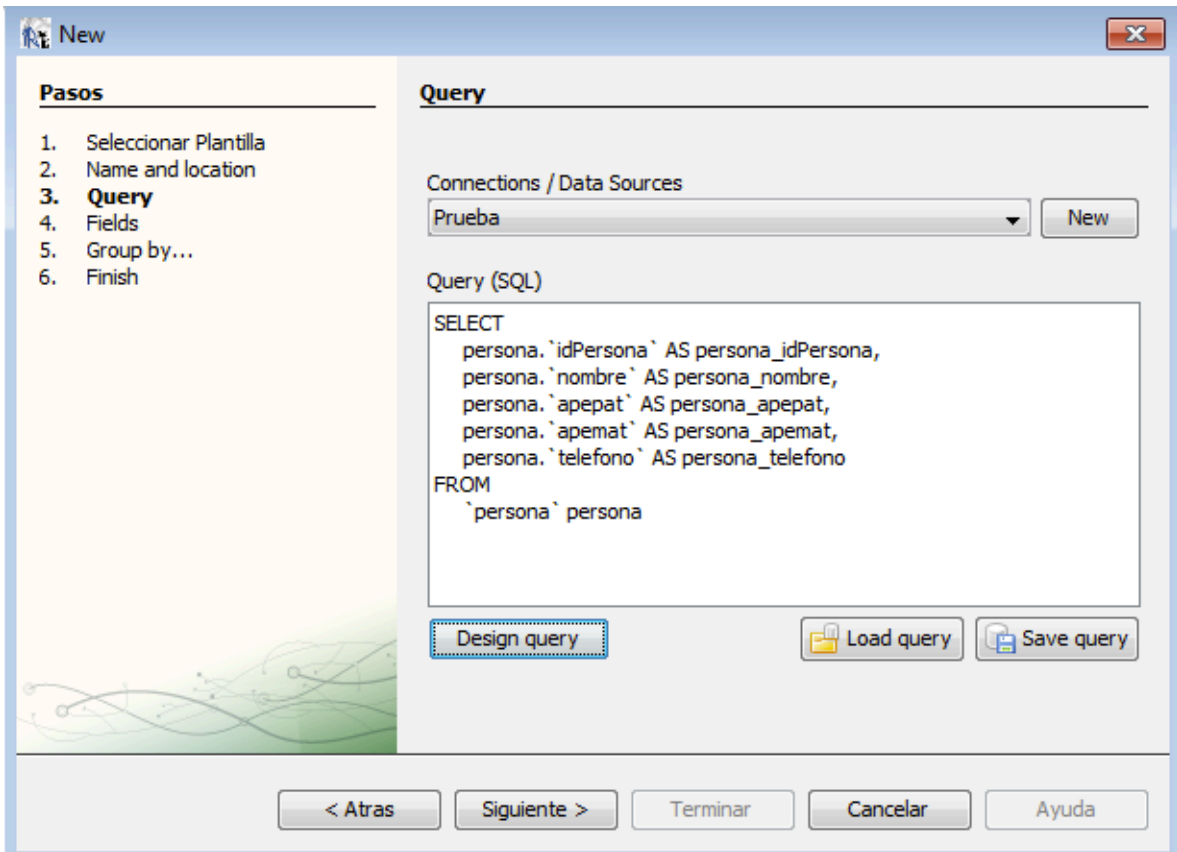 New
Pasos
1. Seleccionar Plantilla
2. Name and location
3. Query
4. Fields
5. Group by...
6. Finish
Query
Connections / Data Sources
Prueba
New
Query (SQL)
SELECT
persona.`idPersona` AS persona_idPersona,
persona.`nombre` AS persona_nombre,
persona.`apepat` AS persona_apepat,
persona.`apemat` AS persona_apemat,
persona.`telefono` AS persona_telefono
FROM
`persona` persona
Design query
Load query
Save query
< Atras
Siguiente >
Terminar
Cancelar
Ayuda